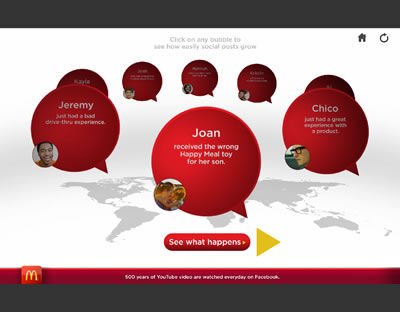 Click on any bubble to
see how easily social posts grow
Kayla
Josh
Jeremy
just had a bad
drive-thru experience.
Joan
received the wrong
Happy Meal toy
for her son.
Chico
just had a great
experience with
a product.
See what happens
500 years of YouTube video are watched everyday on Facebook.